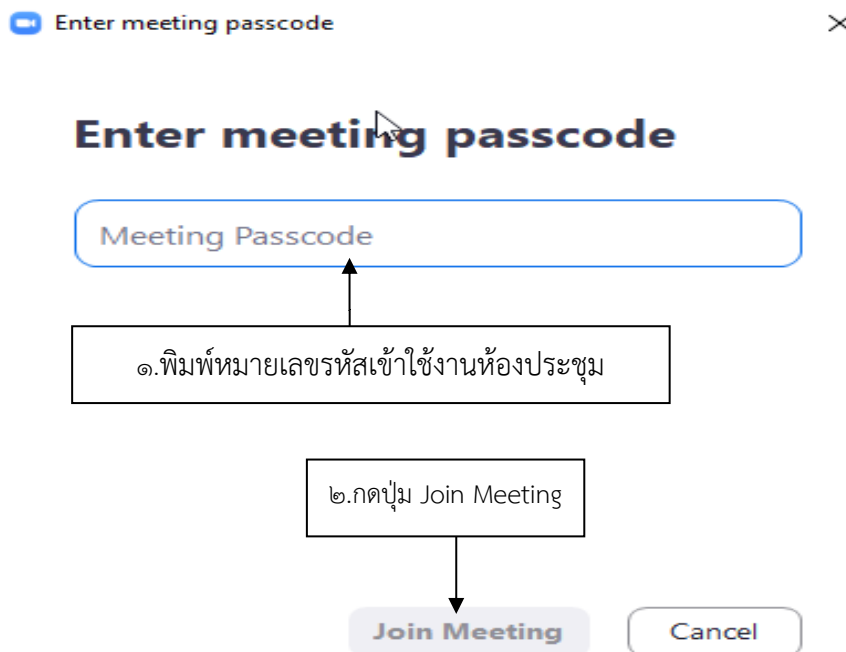 Enter meeting passcode
Enter meeting passcode
Meeting Passcode
๑.พิมพ์หมายเลขรหัสเข้าใช้งานห้องประชุม
๒.กดปุ่ม Join Meeting
Join Meeting
Cancel